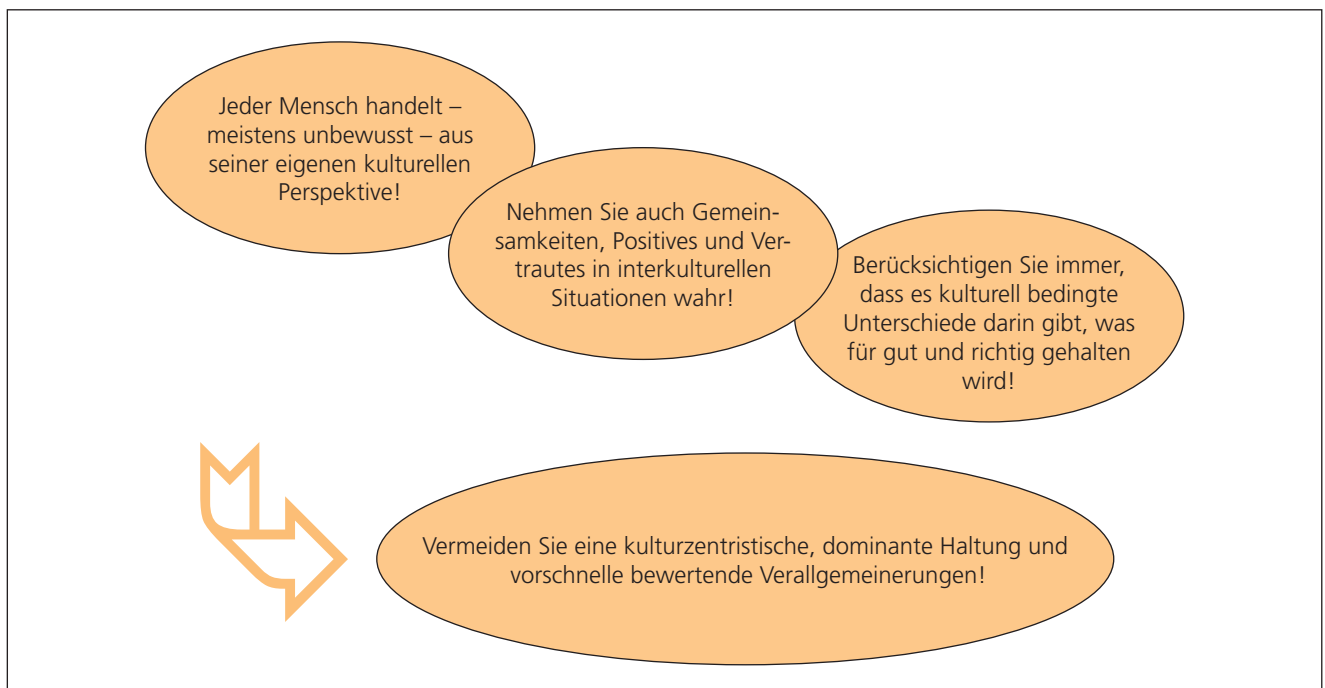 Jeder Mensch handelt –
meistens unbewusst – aus
seiner eigenen kulturellen
Perspektive!
Nehmen Sie auch Gemein-
samkeiten, Positives und Ver-
trautes in interkulturellen
Situationen wahr!
Berücksichtigen Sie immer,
dass es kulturell bedingte
Unterschiede darin gibt, was
für gut und richtig gehalten
wird!
Vermeiden Sie eine kulturzentristische, dominante Haltung und
vorschnelle bewertende Verallgemeinerungen!